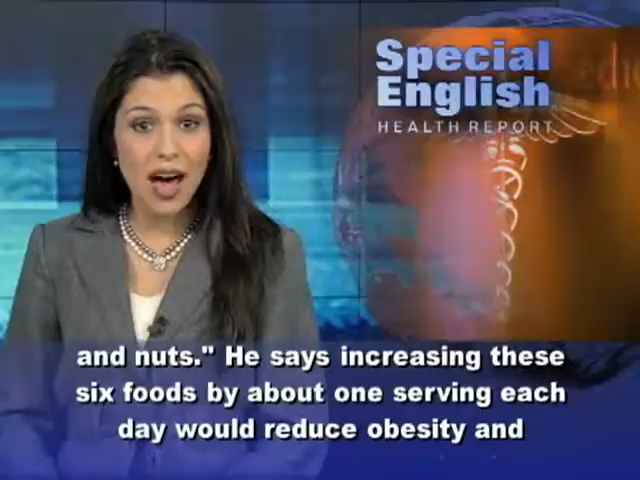 Special
English
HEALTH REPORT
and nuts." He says increasing these
six foods by about one serving each
day would reduce obesity and